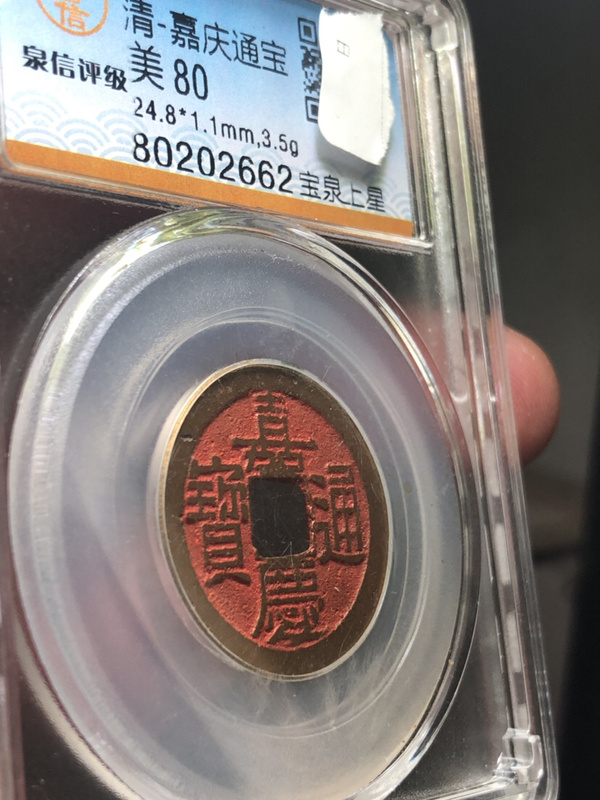 信
清-嘉庆通宝
泉信评级
美 80
24.8*1.1mm,3.5g
80202662 宝泉上星
嘉慶通寶